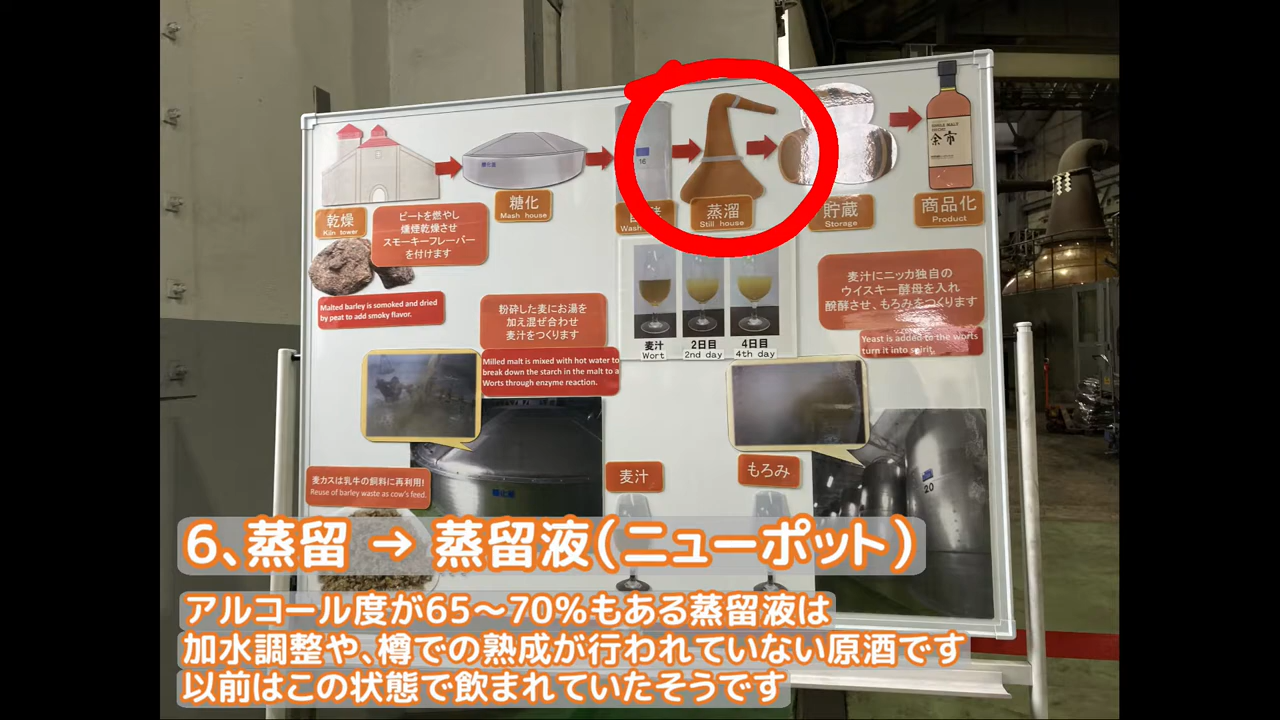 乾燥
Kiln tower
ピートを燃やし
燻煙乾燥させ
スモーキーフレーバー
を付けます
Malted barley is somoked and dried
by peat to add smoky flavor.
糖化
Mash house
16
Wash
蒸溜
Still house
貯蔵
Storage
余市
商品化
Product
粉砕した麦にお湯を
加え混ぜ合わせ
麦汁をつくります
Milled malt is mixed with hot water to
break down the starch in the malt to a
Worts through enzyme reaction.
麦汁
Wort
2日目
2nd day
4日目
4th day
麦汁にニッカ独自の
ウイスキー酵母を入れ
醗酵させ、もろみをつくります
Yeast is added to the worts
turn it into spirit.
麦カスは乳牛の飼料に再利用!
Reuse of barley waste as cow's feed.
麦汁
もろみ
20
6、蒸留 → 蒸留液(ニューポット)
アルコール度が65～70%もある蒸留液は
加水調整や、樽での熟成が行われていない原酒です
以前はこの状態で飲まれていたそうです